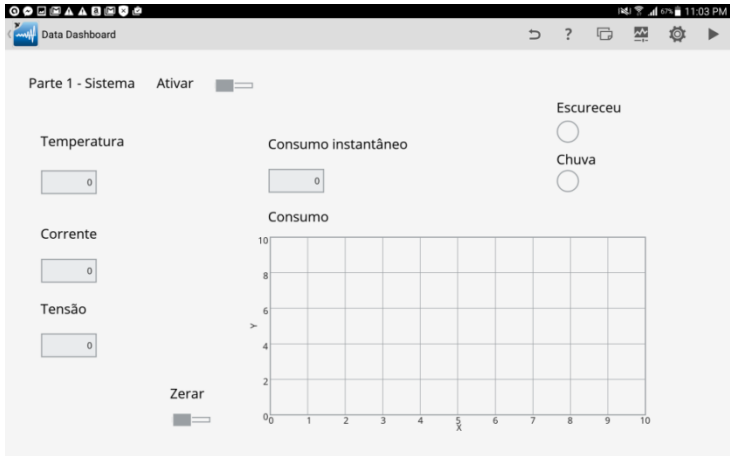 67% 11:03 PM
Data Dashboard
?
Parte 1 - Sistema Ativar
Escureceu
Temperatura
Consumo instantâneo
Chuva
0
0
Consumo
Corrente
0
Tensão
0
Zerar
10
8
6
4
2
0
Y
0 1 2 3 4 5 6 7 8 9 10
X